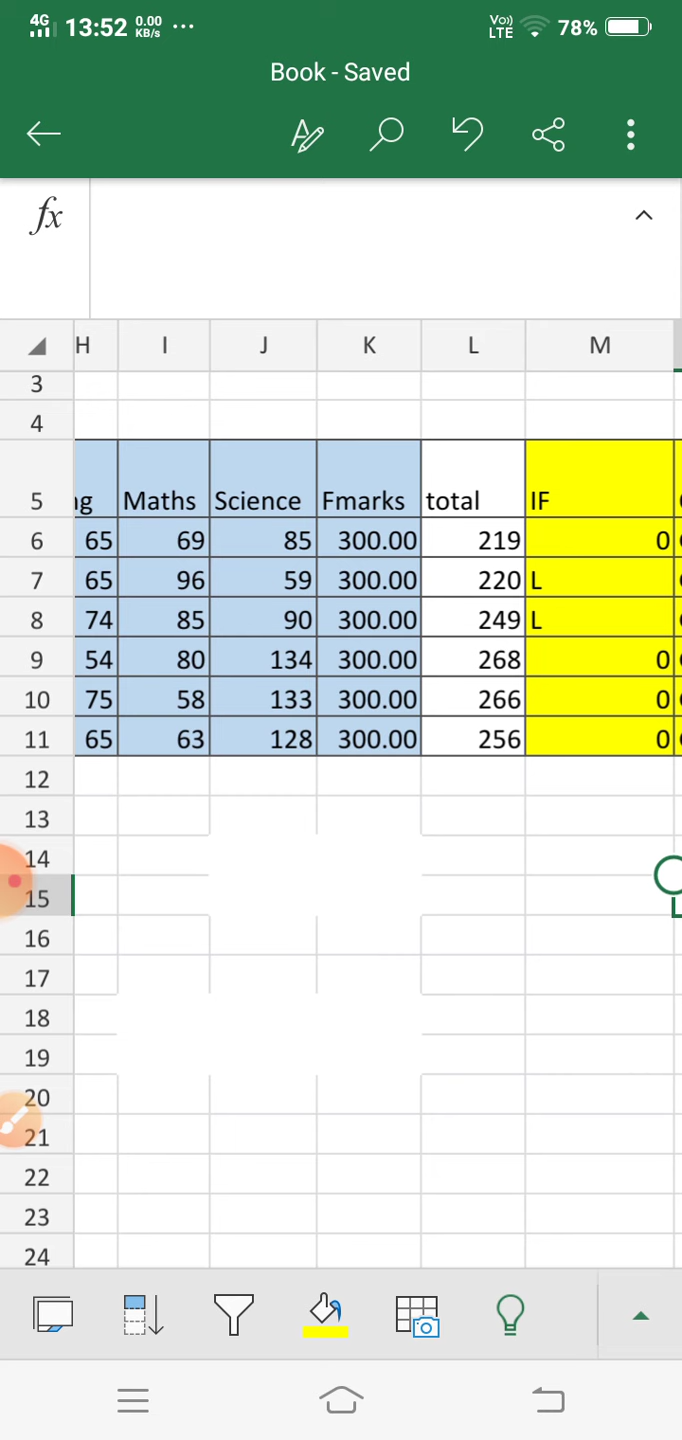 4G 13:52 0.00 KB/s ... Vo)) LTE 78%
Book - Saved
fx
H I J K L M
3
4
5 ng Maths Science Fmarks total IF
6 65 69 85 300.00 219 0
7 65 96 59 300.00 220 L
8 74 85 90 300.00 249 L
9 54 80 134 300.00 268 0
10 75 58 133 300.00 266 0
11 65 63 128 300.00 256 0
12
13
14
15
16
17
18
19
20
21
22
23
24